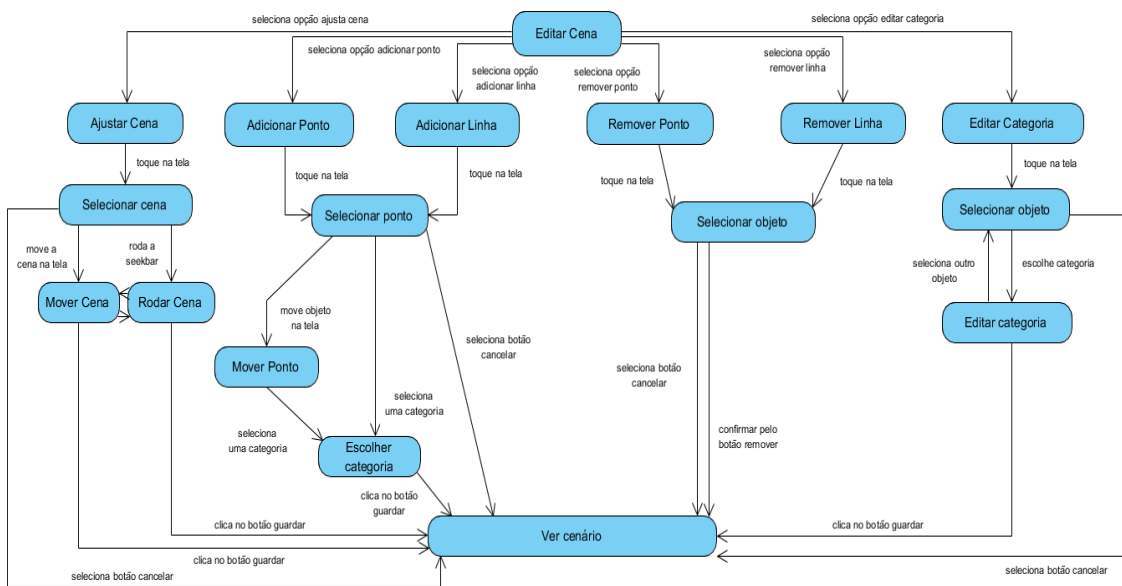 seleciona opção ajusta cena
Editar Cena
seleciona opção editar categoria
seleciona opção adicionar ponto
seleciona opção
adicionar linha
seleciona opção
remover ponto
seleciona opção
remover linha
Ajustar Cena
Adicionar Ponto
Adicionar Linha
Remover Ponto
Remover Linha
Editar Categoria
toque na tela
toque na tela
toque na tela
toque na tela
toque na tela
toque na tela
Selecionar cena
Selecionar ponto
Selecionar objeto
Selecionar objeto
move a
cena na tela
roda a
seekbar
seleciona outro
objeto
escolhe categoria
Mover Cena
Rodar Cena
move objeto
na tela
Editar categoria
seleciona botão
cancelar
Mover Ponto
seleciona botão
cancelar
seleciona
uma categoria
seleciona
uma categoria
confirmar pelo
botão remover
Escolher
categoria
clica no botão
guardar
clica no botão guardar
Ver cenário
clica no botão guardar
clica no botão guardar
seleciona botão cancelar
seleciona botão cancelar